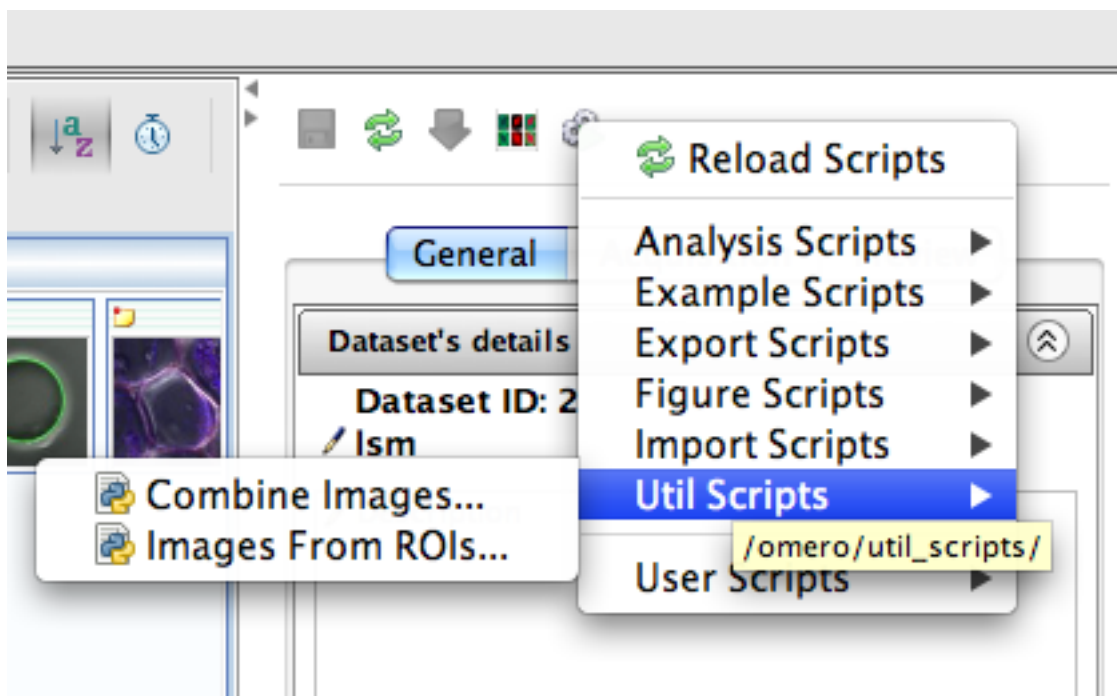 a
z
Reload Scripts
General
Analysis Scripts
Example Scripts
Dataset's details
Export Scripts
Dataset ID: 2
Figure Scripts
lsm
Import Scripts
Combine Images...
Util Scripts
Images From ROIs...
/omero/util_scripts/
User Scripts